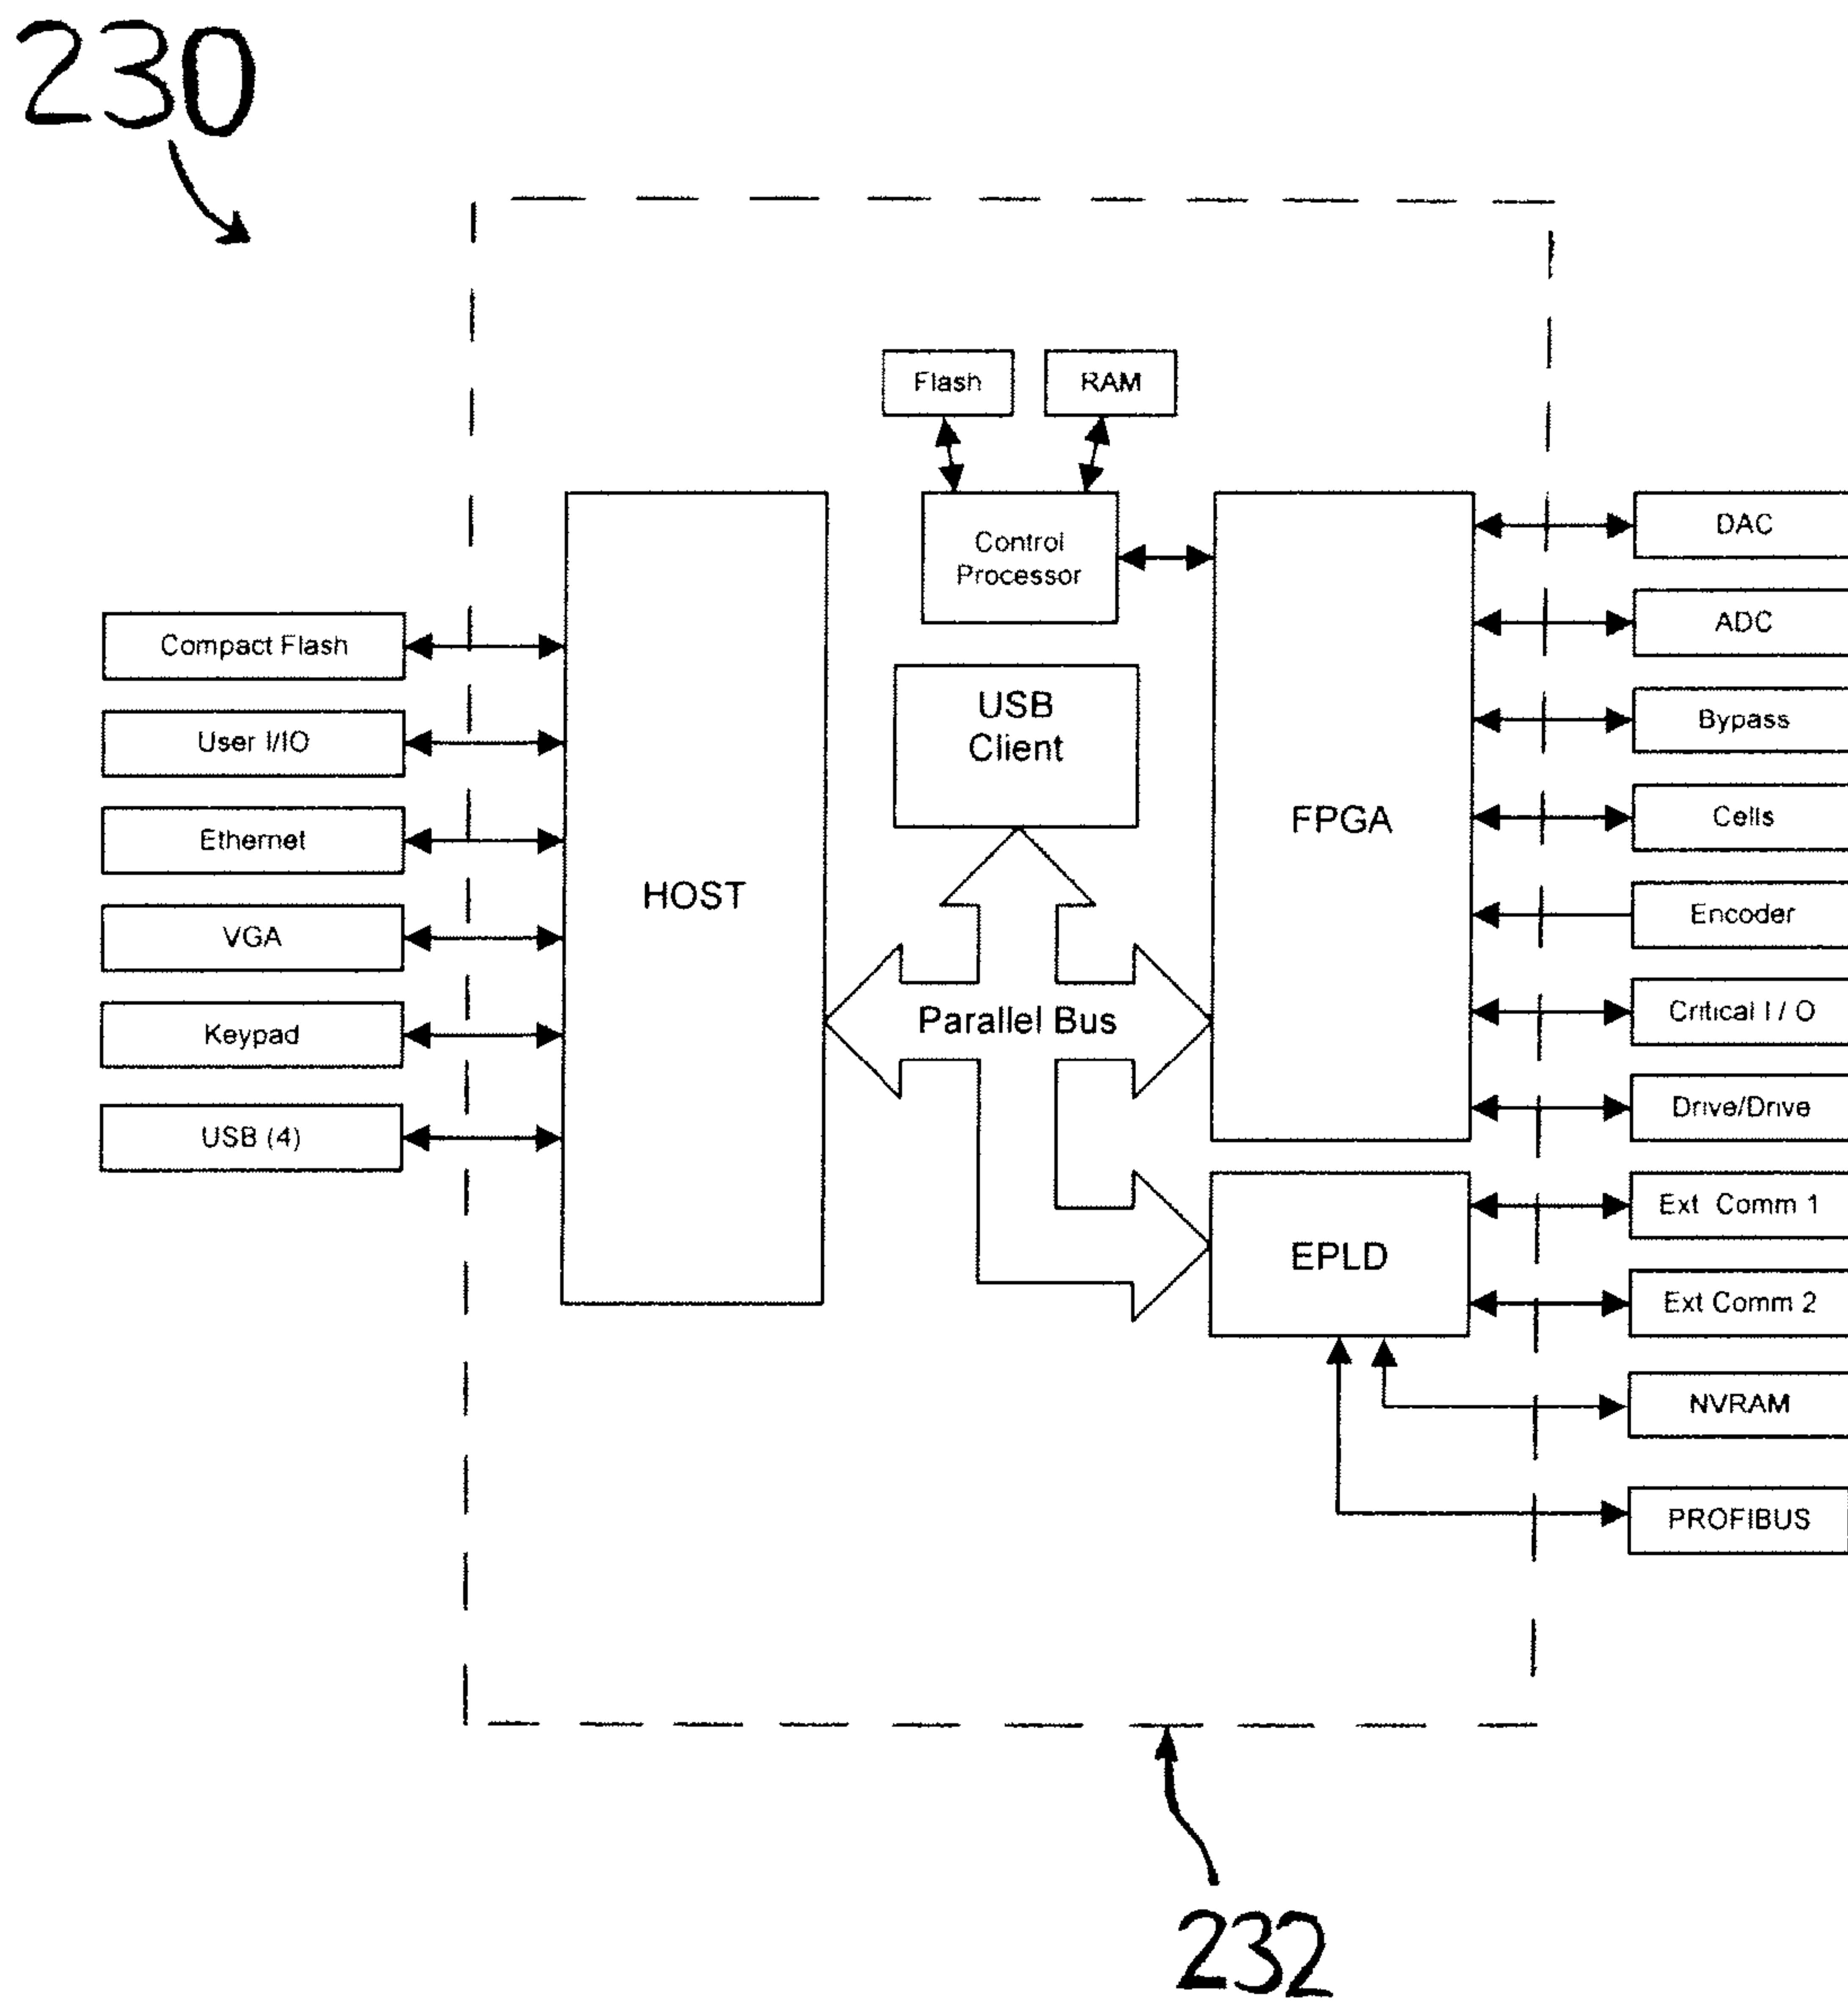 230
Flash
RAM
Control
Processor
DAC
ADC
Compact Flash
USB
Client
Bypass
User I/IO
Cells
Ethernet
FPGA
HOST
VGA
Encoder
Parallel Bus
Critical I / O
Keypad
Drive/Drive
USB (4)
Ext Comm 1
EPLD
Ext Comm 2
NVRAM
PROFIBUS
232